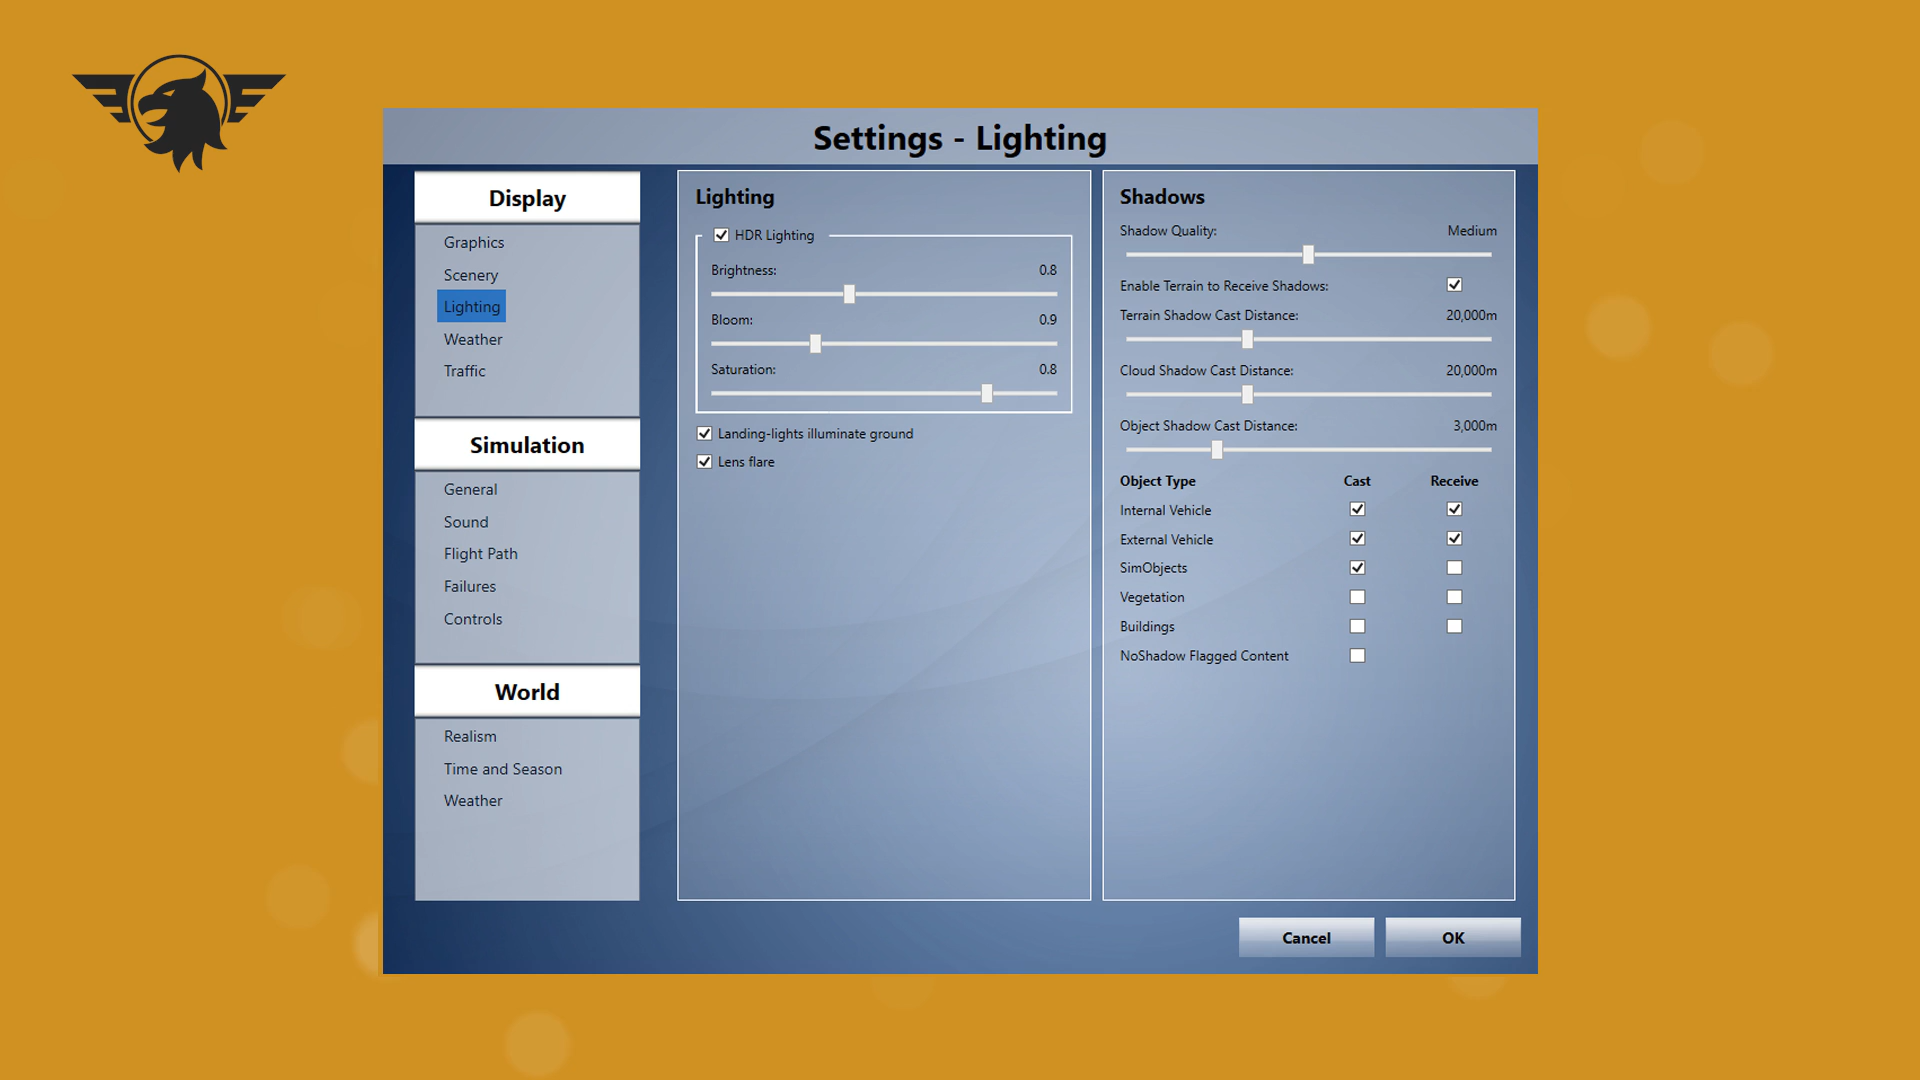 Settings - Lighting
Display
Graphics
Scenery
Lighting
Weather
Traffic
Simulation
General
Sound
Flight Path
Failures
Controls
World
Realism
Time and Season
Weather
Lighting
HDR Lighting
Brightness: 0.8
Bloom: 0.9
Saturation: 0.8
Landing-lights illuminate ground
Lens flare
Shadows
Shadow Quality: Medium
Enable Terrain to Receive Shadows:
Terrain Shadow Cast Distance: 20,000m
Cloud Shadow Cast Distance: 20,000m
Object Shadow Cast Distance: 3,000m
Object Type Cast Receive
Internal Vehicle
External Vehicle
SimObjects
Vegetation
Buildings
NoShadow Flagged Content
Cancel OK